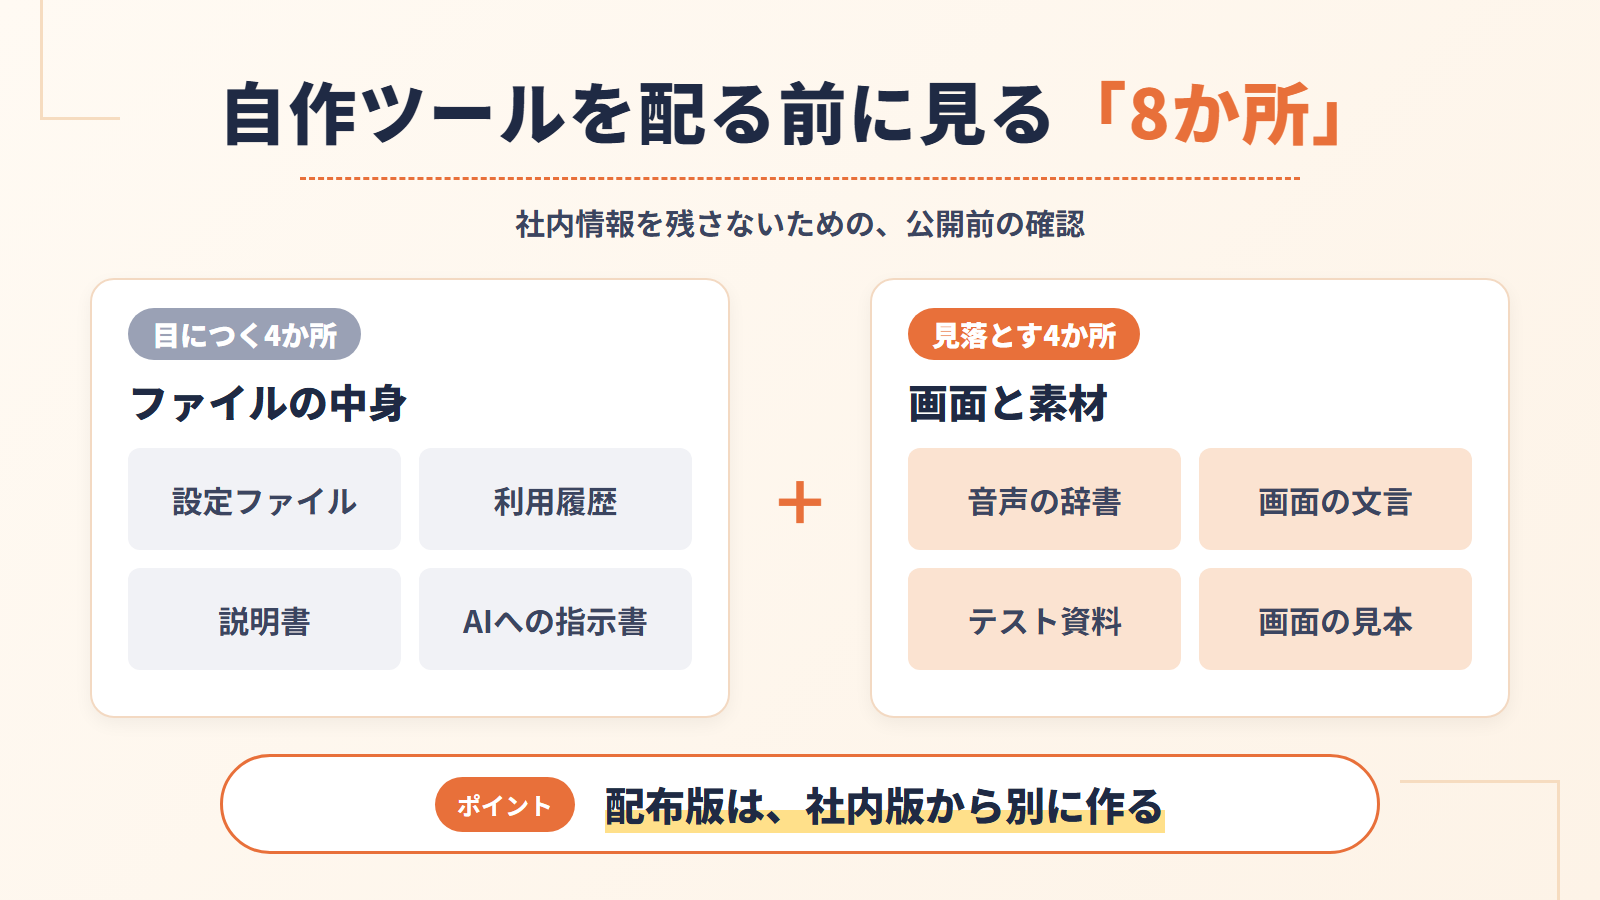 自作ツールを配る前に見る「8か所」
社内情報を残さないための、公開前の確認
目につく4か所
ファイルの中身
設定ファイル
利用履歴
説明書
AIへの指示書
+
見落とす4か所
画面と素材
音声の辞書
画面の文言
テスト資料
画面の見本
ポイント
配布版は、社内版から別に作る